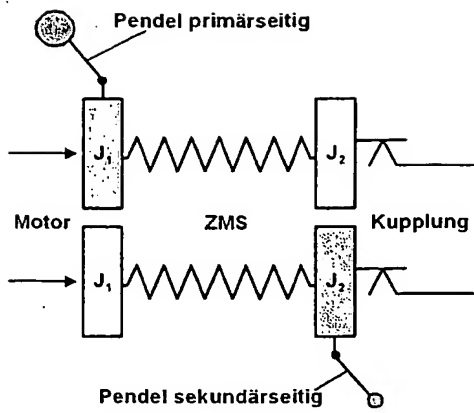 Pendel primärseitig
J₁ J₂
Motor ZMS Kupplung
J₁ J₂
Pendel sekundärseitig